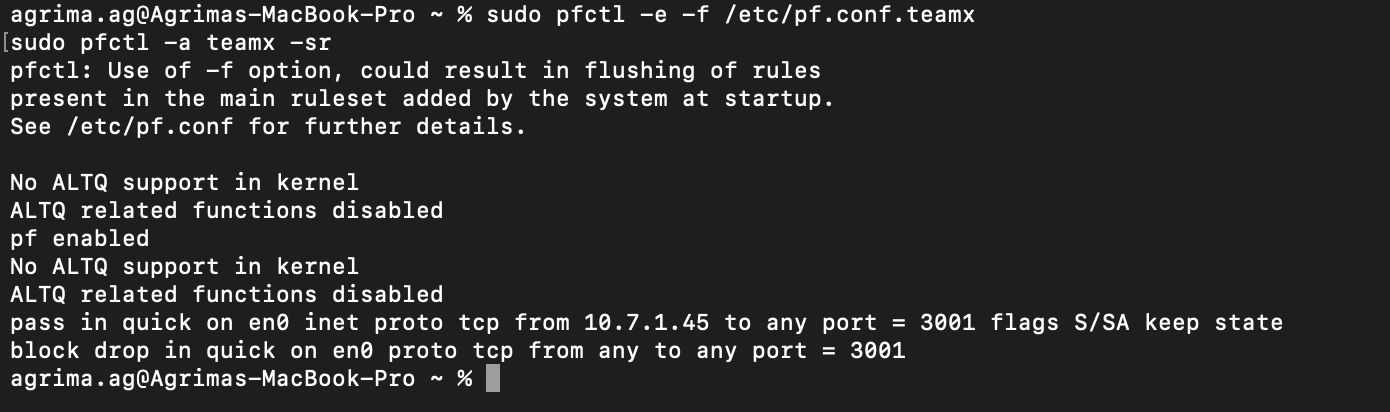 agrima.ag@Agrimas-MacBook-Pro ~ % sudo pfctl -e -f /etc/pf.conf.teamx
[sudo pfctl -a teamx -sr
pfctl: Use of -f option, could result in flushing of rules
present in the main ruleset added by the system at startup.
See /etc/pf.conf for further details.

No ALTQ support in kernel
ALTQ related functions disabled
pf enabled
No ALTQ support in kernel
ALTQ related functions disabled
pass in quick on en0 inet proto tcp from 10.7.1.45 to any port = 3001 flags S/SA keep state
block drop in quick on en0 proto tcp from any to any port = 3001
agrima.ag@Agrimas-MacBook-Pro ~ %